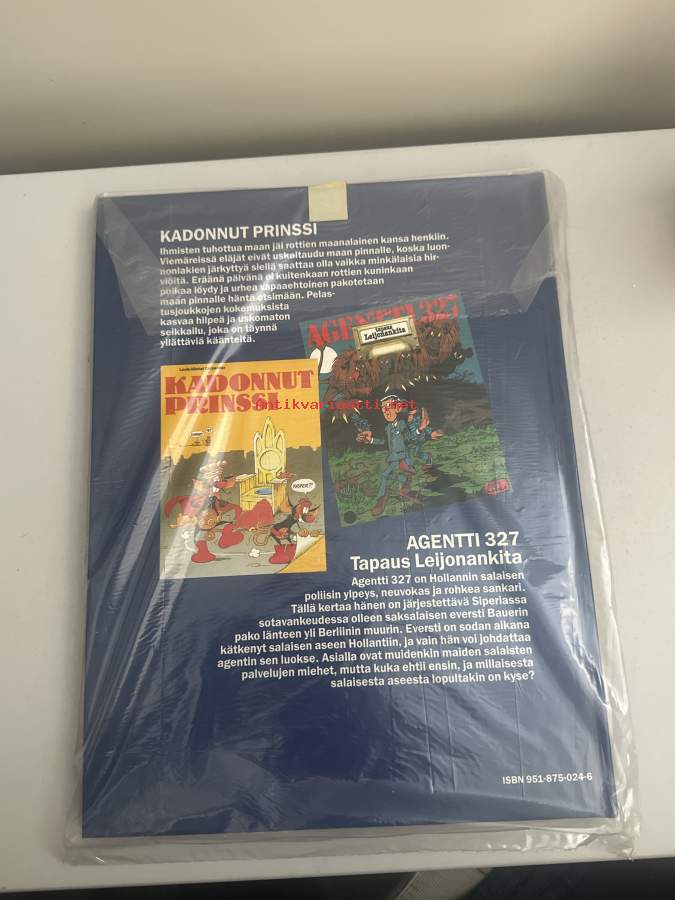 KADONNUT PRINSSI
Ihmisten tuhottua maan jäi rottien maanalainen kansa henkiin.
Viemäreissä eläjät eivät uskaltaudu maan pinnalle, koska luon-
nonlakien järkyttyä siellä saattaa olla vaikka minkälaisia hir-
viöitä. Eräänä päivänä ei kuitenkaan rottien kuninkaan
poikaa löydy ja urhea vapaaehtoinen pakotetaan
maan pinnalle häntä etsimään. Pelas-
tusjoukkojen kokemuksista
kasvaa hilpeä ja uskomaton
seikkailu, joka on täynnä
yllättäviä käänteitä.
AGENTTI 327
tapaus
Leijonankita
KADONNUT
PRINSSI
Antikvariaatti.net
AGENTTI 327
Tapaus Leijonankita
Agentti 327 on Hollannin salaisen
poliisin ylpeys, neuvokas ja rohkea sankari.
Tällä kertaa hänen on järjestettävä Siperiassa
sotavankeudessa olleen saksalaisen eversti Bauerin
pako länteen yli Berliinin muurin. Eversti on sodan aikana
kätkenyt salaisen aseen Hollantiin, ja vain hän voi johdattaa
agentin sen luokse. Asialla ovat muidenkin maiden salaisten
palvelujen miehet, mutta kuka ehtii ensin, ja millaisesta
salaisesta aseesta lopultakin on kyse?
ISBN 951-875-024-6